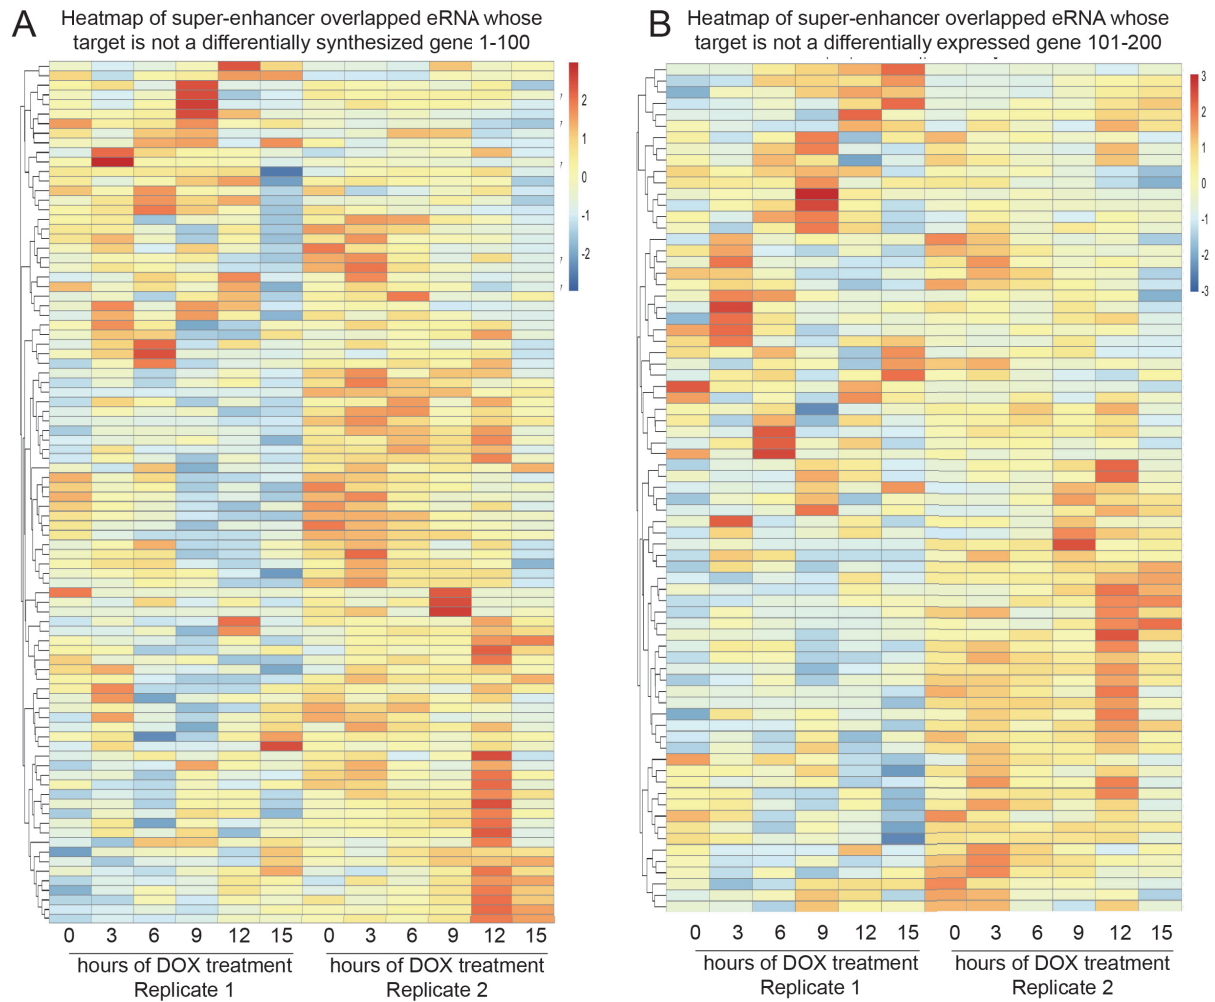 A
Heatmap of super-enhancer overlapped eRNA whose
target is not a differentially synthesized gene 1-100
2
1
0
-1
-2
0 3 6 9 12 15 0 3 6 9 12 15
hours of DOX treatment hours of DOX treatment
Replicate 1 Replicate 2
B
Heatmap of super-enhancer overlapped eRNA whose
target is not a differentially expressed gene 101-200
3
2
1
0
-1
-2
-3
0 3 6 9 12 15 0 3 6 9 12 15
hours of DOX treatment hours of DOX treatment
Replicate 1 Replicate 2